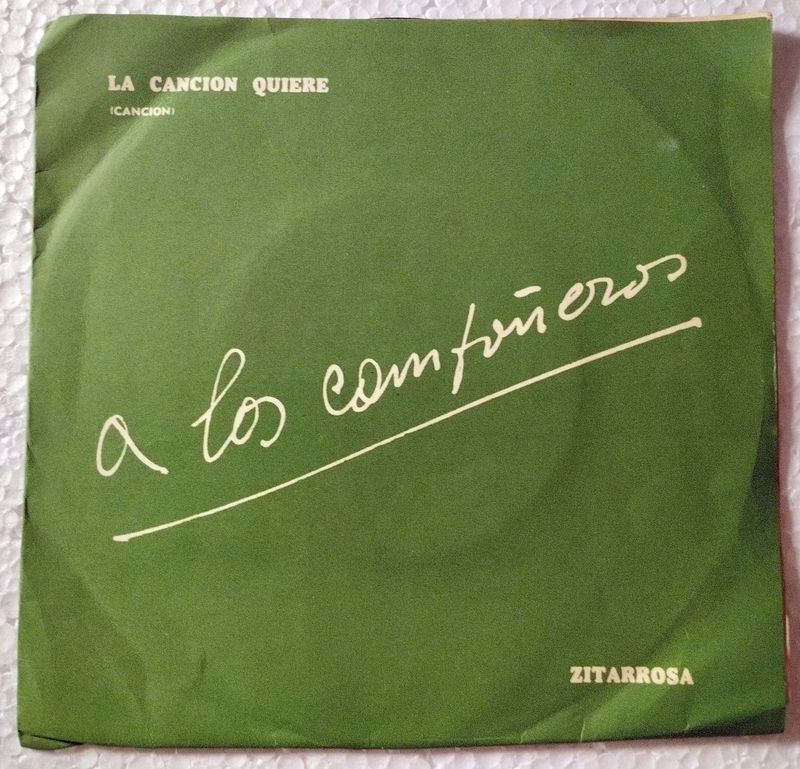 LA CANCION QUIERE
(CANCION)
a los compañeros
ZITARROSA